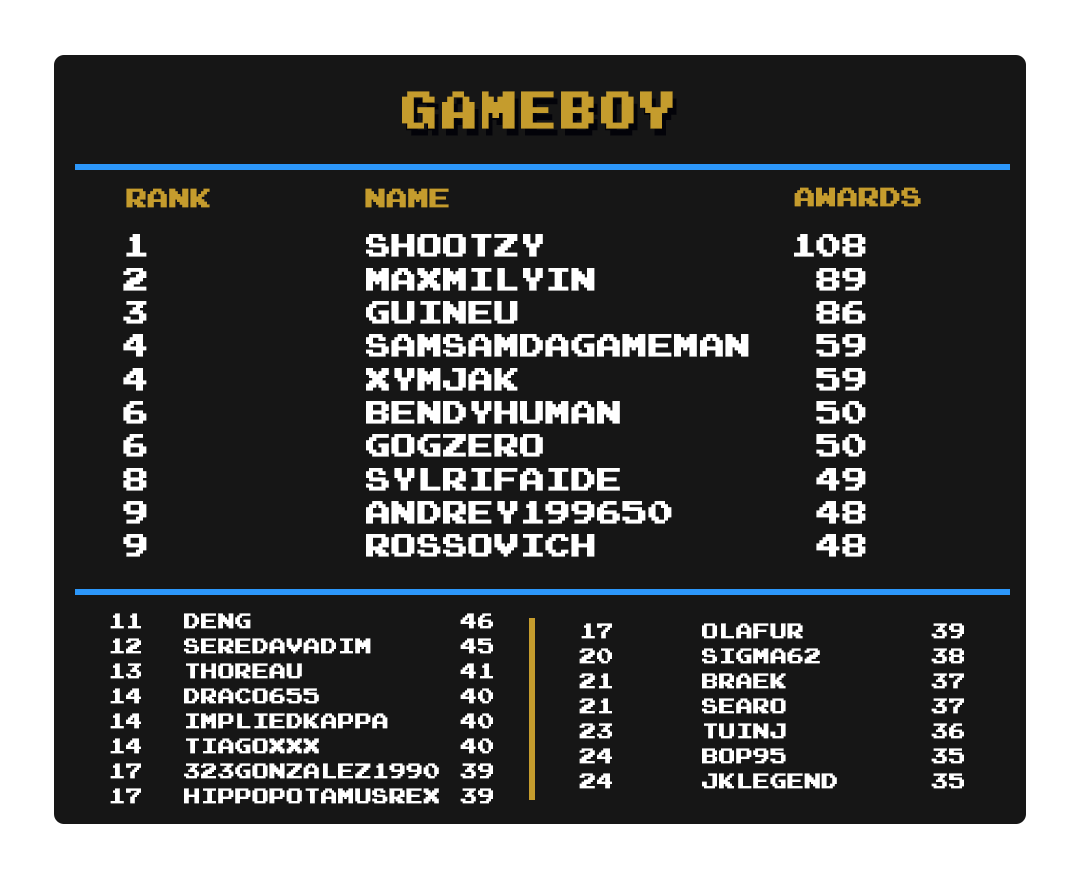 GAMEBOY
RANK NAME AWARDS
1 SHOOTZY 108
2 MAXMILYIN 89
3 GUINEU 86
4 SAMSAMDAGAMEMAN 59
4 XYMJAK 59
6 BENDYHUMAN 50
6 GOGZERO 50
8 SYLRIFAIDE 49
9 ANDREY199650 48
9 ROSSOVICH 48
11 DENG 46
12 SEREDAVADIM 45
13 THOREAU 41
14 DRACO655 40
14 IMPLIEDKAPPA 40
14 TIAGOXXX 40
17 323GONZALEZ1990 39
17 HIPPOPOTAMUSREX 39
17 OLAFUR 39
20 SIGMA62 38
21 BRAEK 37
21 SEARO 37
23 TUINJ 36
24 BOP95 35
24 JKLEGEND 35